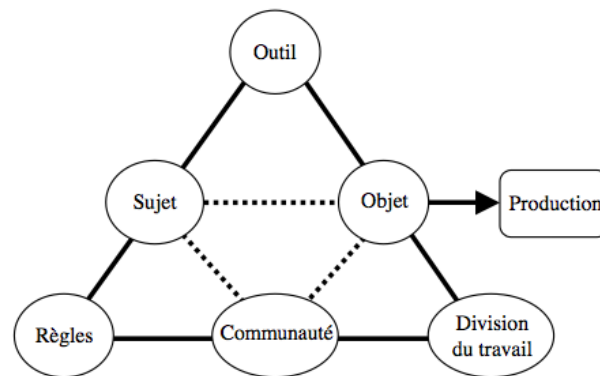 Outil
Sujet
Objet
Production
Règles
Communauté
Division
du travail